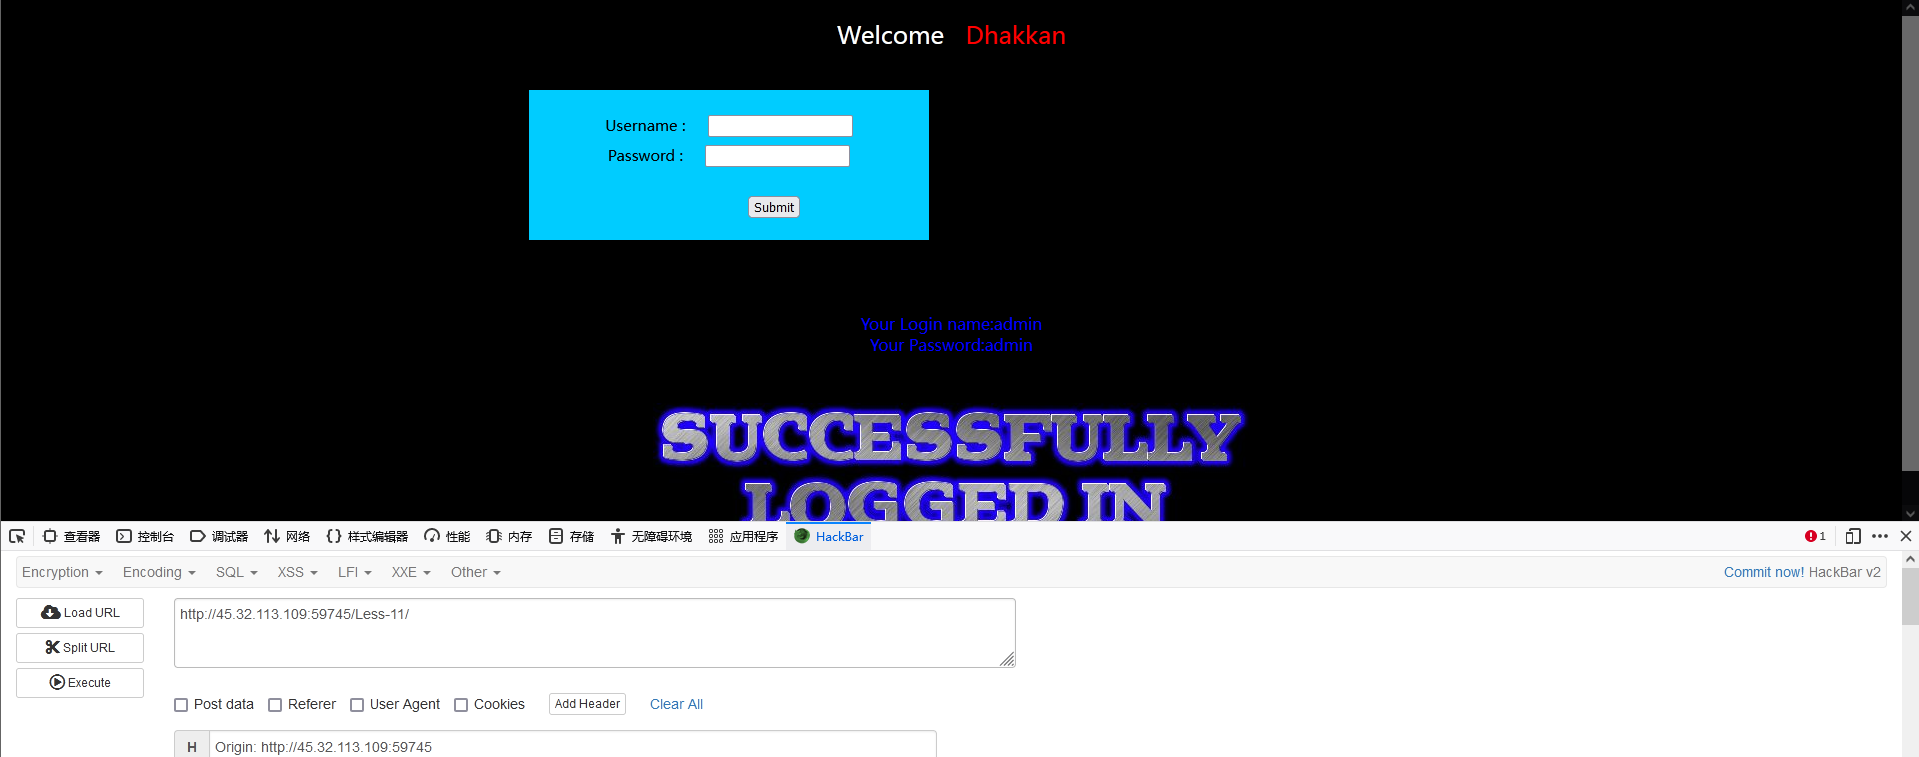 Welcome Dhakkan
Username :
Password :
Submit
Your Login name:admin
Your Password:admin
SUCCESSFULLY
LOGGED IN
查看器 控制台 调试器 网络 样式编辑器 性能 内存 存储 无障碍环境 应用程序 HackBar 1
Encryption Encoding SQL XSS LFI XXE Other Commit now! HackBar v2
Load URL http://45.32.113.109:59745/Less-11/
Split URL
Execute
Post data Referer User Agent Cookies Add Header Clear All
H Origin: http://45.32.113.109:59745